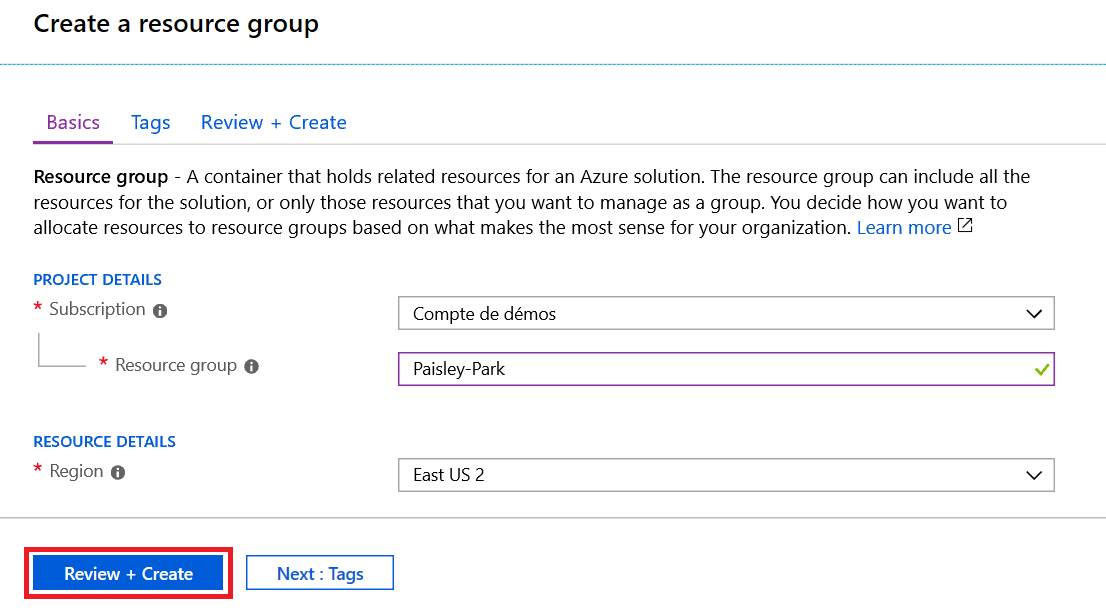 Create a resource group
Basics Tags Review + Create
Resource group - A container that holds related resources for an Azure solution. The resource group can include all the
resources for the solution, or only those resources that you want to manage as a group. You decide how you want to
allocate resources to resource groups based on what makes the most sense for your organization. Learn more
PROJECT DETAILS
* Subscription
Compte de démos
* Resource group
Paisley-Park
RESOURCE DETAILS
* Region
East US 2
Review + Create
Next : Tags